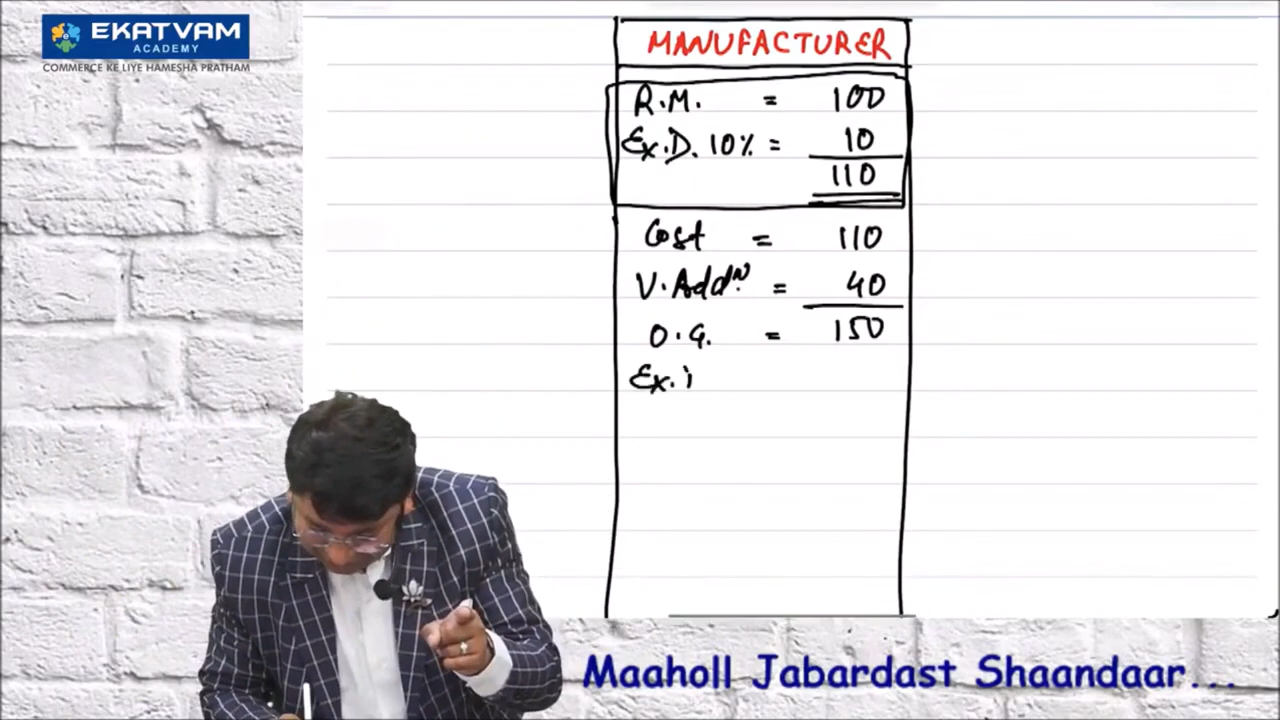 EKATVAM
ACADEMY
COMMERCE KE LIYE HAMESHA PRATHAM
MANUFACTURER
R.M. = 100
Ex.D. 10% = 10
110
Cost = 110
V.Addⁿ. = 40
O.G. = 150
Ex.
Maaholl Jabardast Shaandaar...